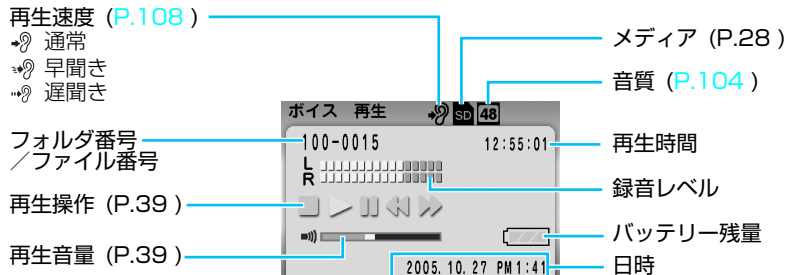 再生速度 (P.108 )
通常
早聞き
遅聞き
フォルダ番号
/ファイル番号
再生操作 (P.39 )
再生音量 (P.39 )
ボイス 再生 SD 48
100-0015 12:55:01
L
R
2005.10.27 PM 1:41
メディア (P.28 )
音質 (P.104 )
再生時間
録音レベル
バッテリー残量
日時